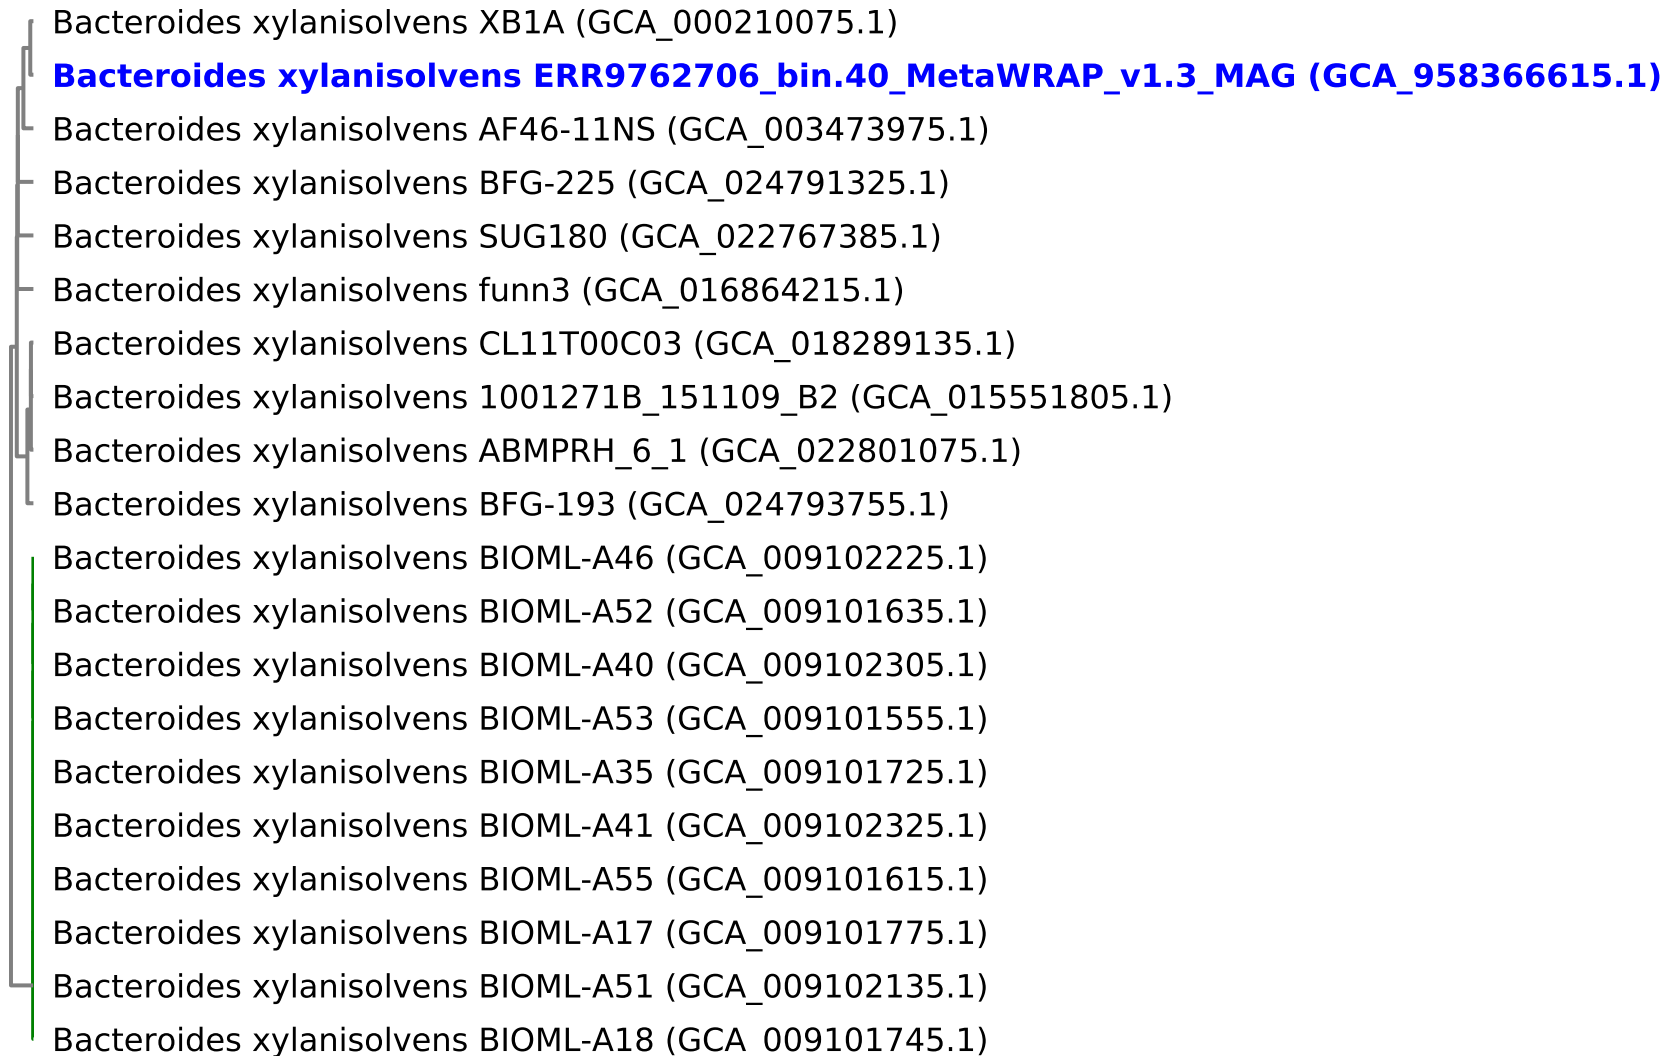 Bacteroides xylanisolvens XB1A (GCA_000210075.1)
Bacteroides xylanisolvens ERR9762706_bin.40_MetaWRAP_v1.3_MAG (GCA_958366615.1)
Bacteroides xylanisolvens AF46-11NS (GCA_003473975.1)
Bacteroides xylanisolvens BFG-225 (GCA_024791325.1)
Bacteroides xylanisolvens SUG180 (GCA_022767385.1)
Bacteroides xylanisolvens funn3 (GCA_016864215.1)
Bacteroides xylanisolvens CL11T00C03 (GCA_018289135.1)
Bacteroides xylanisolvens 1001271B_151109_B2 (GCA_015551805.1)
Bacteroides xylanisolvens ABMPRH_6_1 (GCA_022801075.1)
Bacteroides xylanisolvens BFG-193 (GCA_024793755.1)
Bacteroides xylanisolvens BIOML-A46 (GCA_009102225.1)
Bacteroides xylanisolvens BIOML-A52 (GCA_009101635.1)
Bacteroides xylanisolvens BIOML-A40 (GCA_009102305.1)
Bacteroides xylanisolvens BIOML-A53 (GCA_009101555.1)
Bacteroides xylanisolvens BIOML-A35 (GCA_009101725.1)
Bacteroides xylanisolvens BIOML-A41 (GCA_009102325.1)
Bacteroides xylanisolvens BIOML-A55 (GCA_009101615.1)
Bacteroides xylanisolvens BIOML-A17 (GCA_009101775.1)
Bacteroides xylanisolvens BIOML-A51 (GCA_009102135.1)
Bacteroides xylanisolvens BIOML-A18 (GCA_009101745.1)